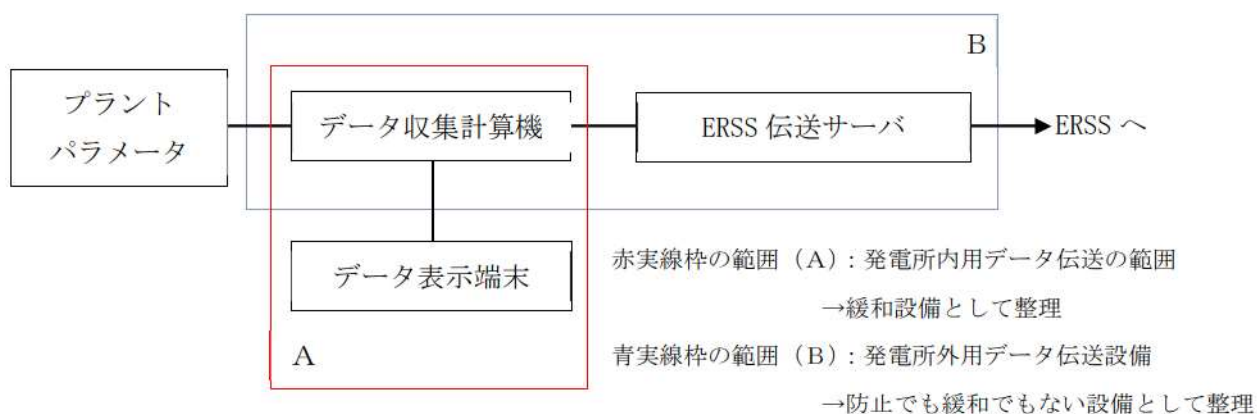 B
プラント
パラメータ
データ収集計算機
ERSS 伝送サーバ
ERSS へ
データ表示端末
A
赤実線枠の範囲（A）：発電所内用データ伝送の範囲
→緩和設備として整理
青実線枠の範囲（B）：発電所外用データ伝送設備
→防止でも緩和でもない設備として整理